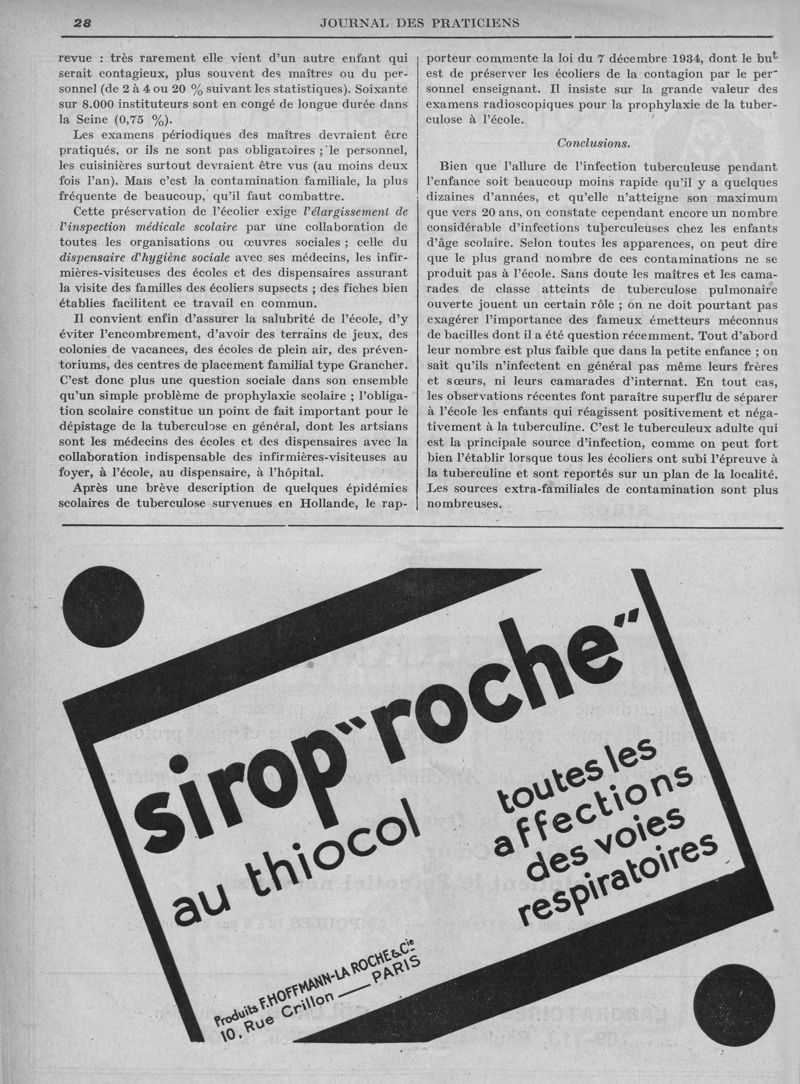 28
JOURNAL DES PRATICIENS
revue : très rarement elle vient d'un autre enfant qui
serait contagieux, plus souvent des maîtres ou du per-
sonnel (de 2 à 4 ou 20 % suivant les statistiques). Soixante
sur 8.000 instituteurs sont en congé de longue durée dans
la Seine (0,75 %).
Les examens périodiques des maîtres devraient être
pratiqués, or ils ne sont pas obligatoires ; le personnel,
les cuisinières surtout devraient être vus (au moins deux
fois l'an). Mais c'est la contamination familiale, la plus
fréquente de beaucoup, qu'il faut combattre.
Cette préservation de l'écolier exige l'élargissement de
l'inspection médicale scolaire par une collaboration de
toutes les organisations ou œuvres sociales ; celle du
dispensaire d'hygiène sociale avec ses médecins, les infir-
mières-visiteuses des écoles et des dispensaires assurant
la visite des familles des écoliers supsects ; des fiches bien
établies facilitent ce travail en commun.
Il convient enfin d'assurer la salubrité de l'école, d'y
éviter l'encombrement, d'avoir des terrains de jeux, des
colonies de vacances, des écoles de plein air, des préven-
toriums, des centres de placement familial type Grancher.
C'est donc plus une question sociale dans son ensemble
qu'un simple problème de prophylaxie scolaire ; l'obliga-
tion scolaire constitue un point de fait important pour le
dépistage de la tuberculose en général, dont les artsians
sont les médecins des écoles et des dispensaires avec la
collaboration indispensable des infirmières-visiteuses au
foyer, à l'école, au dispensaire, à l'hôpital.
Après une brève description de quelques épidémies
scolaires de tuberculose survenues en Hollande, le rap-
porteur commente la loi du 7 décembre 1934, dont le but
est de préserver les écoliers de la contagion par le per-
sonnel enseignant. Il insiste sur la grande valeur des
examens radioscopiques pour la prophylaxie de la tuber-
culose à l'école.
Conclusions.
Bien que l'allure de l'infection tuberculeuse pendant
l'enfance soit beaucoup moins rapide qu'il y a quelques
dizaines d'années, et qu'elle n'atteigne son maximum
que vers 20 ans, on constate cependant encore un nombre
considérable d'infections tuberculeuses chez les enfants
d'âge scolaire. Selon toutes les apparences, on peut dire
que le plus grand nombre de ces contaminations ne se
produit pas à l'école. Sans doute les maîtres et les cama-
rades de classe atteints de tuberculose pulmonaire
ouverte jouent un certain rôle ; on ne doit pourtant pas
exagérer l'importance des fameux émetteurs méconnus
de bacilles dont il a été question récemment. Tout d'abord
leur nombre est plus faible que dans la petite enfance ; on
sait qu'ils n'infectent en général pas même leurs frères
et sœurs, ni leurs camarades d'internat. En tout cas,
les observations récentes font paraître superflu de séparer
à l'école les enfants qui réagissent positivement et néga-
tivement à la tuberculine. C'est le tuberculeux adulte qui
est la principale source d'infection, comme on peut fort
bien l'établir lorsque tous les écoliers ont subi l'épreuve à
la tuberculine et sont reportés sur un plan de la localité.
Les sources extra-familiales de contamination sont plus
nombreuses.
sirop "roche"
au thiocol
toutes les
affections
des voies
respiratoires
Produits F. HOFFMANN-LA ROCHE & Cie
10. Rue Crillon — PARIS